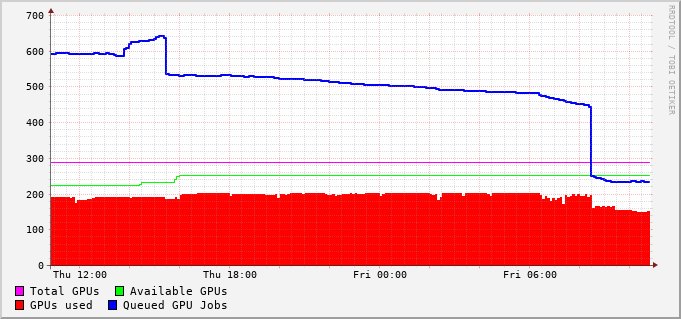 700
600
500
400
300
200
100
0
Thu 12:00 Thu 18:00 Fri 00:00 Fri 06:00
Total GPUs Available GPUs
GPUs used Queued GPU Jobs
RRDTOOL / TOBI OETIKER